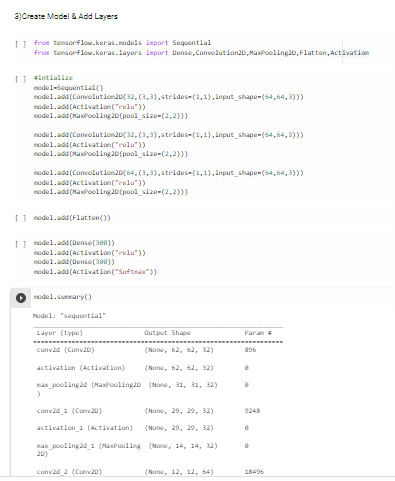 3)Create Model & Add Layers
[ ] from tensorflow.keras.models import Sequential
from tensorflow.keras.layers import Dense,Convolution2D,MaxPooling2D,Flatten,Activation
[ ] #intialize
model=Sequential()
model.add(Convolution2D(32,(3,3),strides=(1,1),input_shape=(64,64,3)))
model.add(Activation("relu"))
model.add(MaxPooling2D(pool_size=(2,2)))
model.add(Convolution2D(32,(3,3),strides=(1,1),input_shape=(64,64,3)))
model.add(Activation("relu"))
model.add(MaxPooling2D(pool_size=(2,2)))
model.add(Convolution2D(64,(3,3),strides=(1,1),input_shape=(64,64,3)))
model.add(Activation("relu"))
model.add(MaxPooling2D(pool_size=(2,2)))
[ ] model.add(Flatten())
[ ] model.add(Dense(300))
model.add(Activation("relu"))
model.add(Dense(300))
model.add(Activation("Softmax"))
model.summary()
Model: "sequential"
Layer (type) Output Shape Param #
conv2d (Conv2D) (None, 62, 62, 32) 896
activation (Activation) (None, 62, 62, 32) 0
max_pooling2d (MaxPooling2D (None, 31, 31, 32) 0
)
conv2d_1 (Conv2D) (None, 29, 29, 32) 9248
activation_1 (Activation) (None, 29, 29, 32) 0
max_pooling2d_1 (MaxPooling (None, 14, 14, 32) 0
2D)
conv2d_2 (Conv2D) (None, 12, 12, 64) 18496